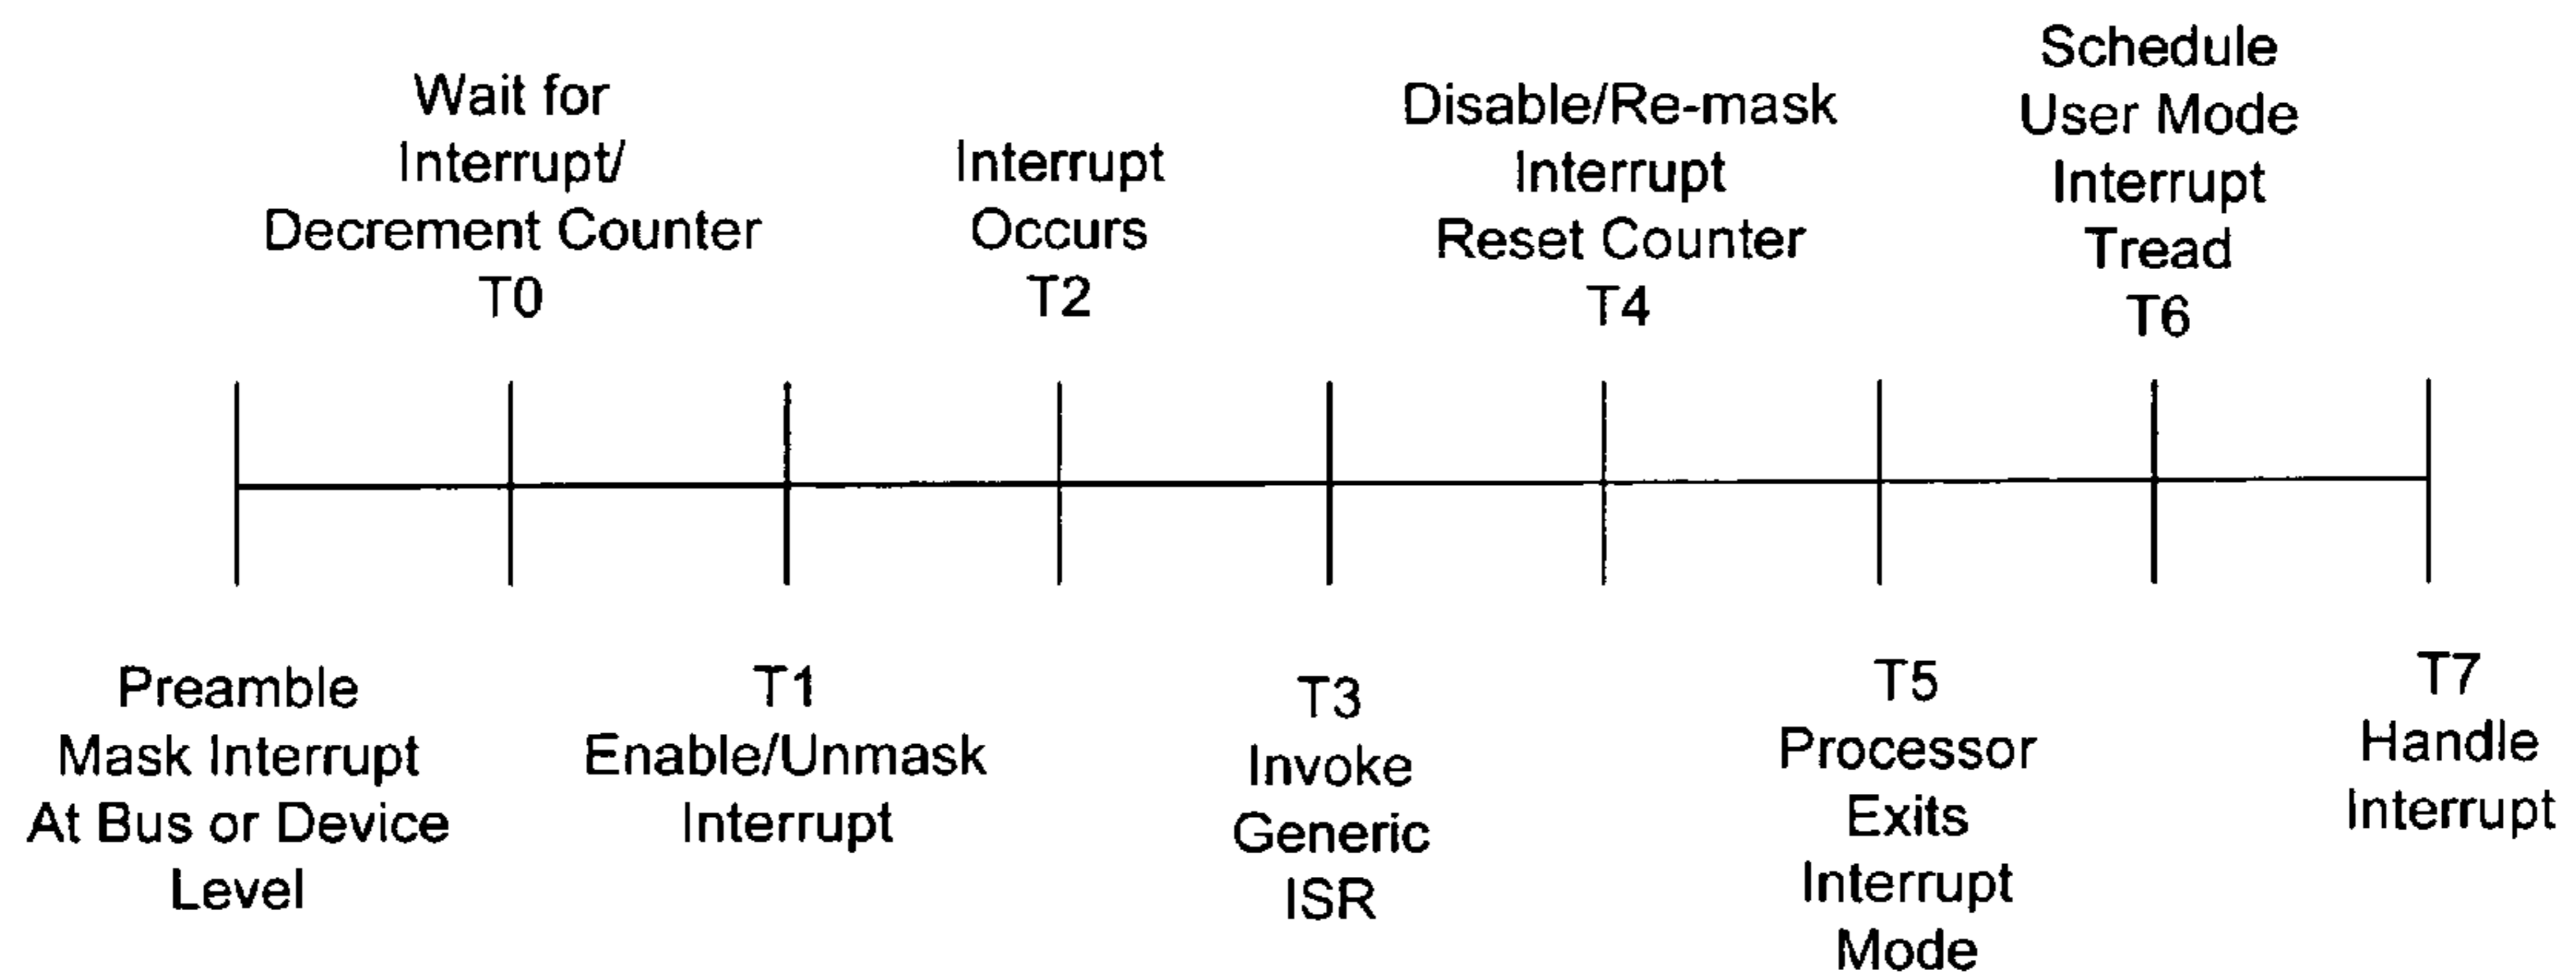 Wait for
Interrupt/
Decrement Counter
T0
Interrupt
Occurs
T2
Disable/Re-mask
Interrupt
Reset Counter
T4
Schedule
User Mode
Interrupt
Tread
T6
Preamble
Mask Interrupt
At Bus or Device
Level
T1
Enable/Unmask
Interrupt
T3
Invoke
Generic
ISR
T5
Processor
Exits
Interrupt
Mode
T7
Handle
Interrupt